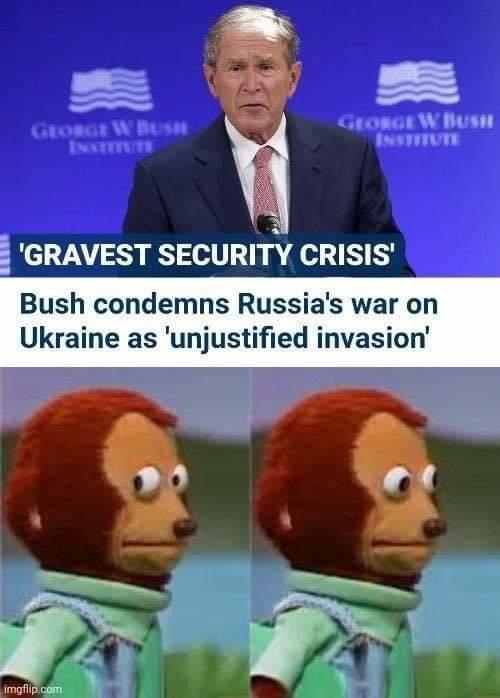 GEORGE W BUSH
INSTITUTE
GEORGE W BUSH
INSTITUTE
'GRAVEST SECURITY CRISIS'
Bush condemns Russia's war on
Ukraine as 'unjustified invasion'
imgflip.com